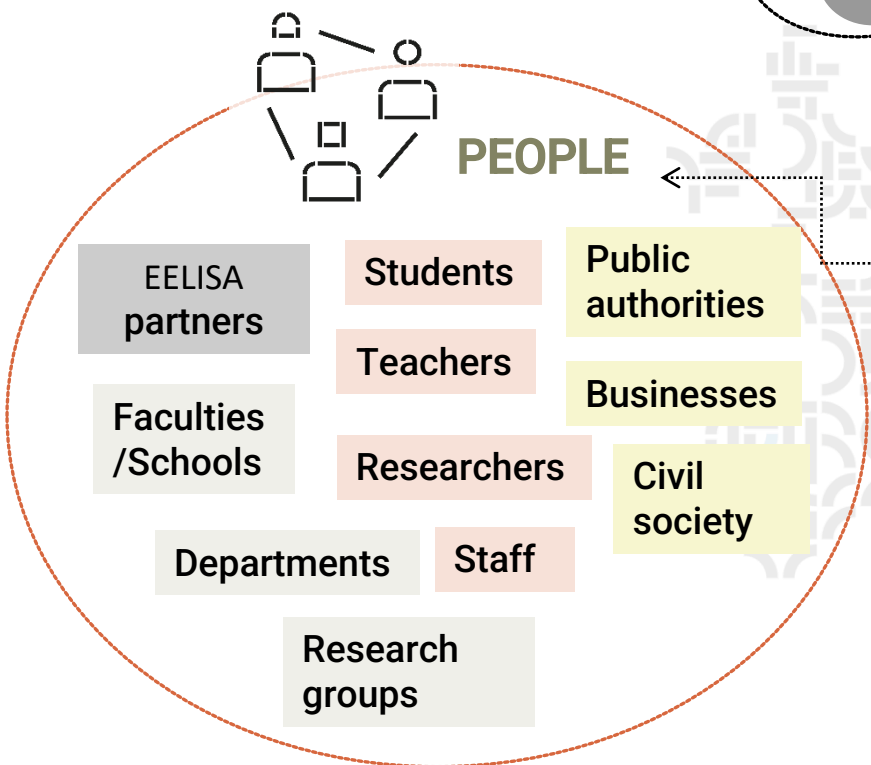 PEOPLE
EELISA
partners
Students
Public
authorities
Teachers
Businesses
Faculties
/Schools
Researchers
Civil
society
Departments
Staff
Research
groups